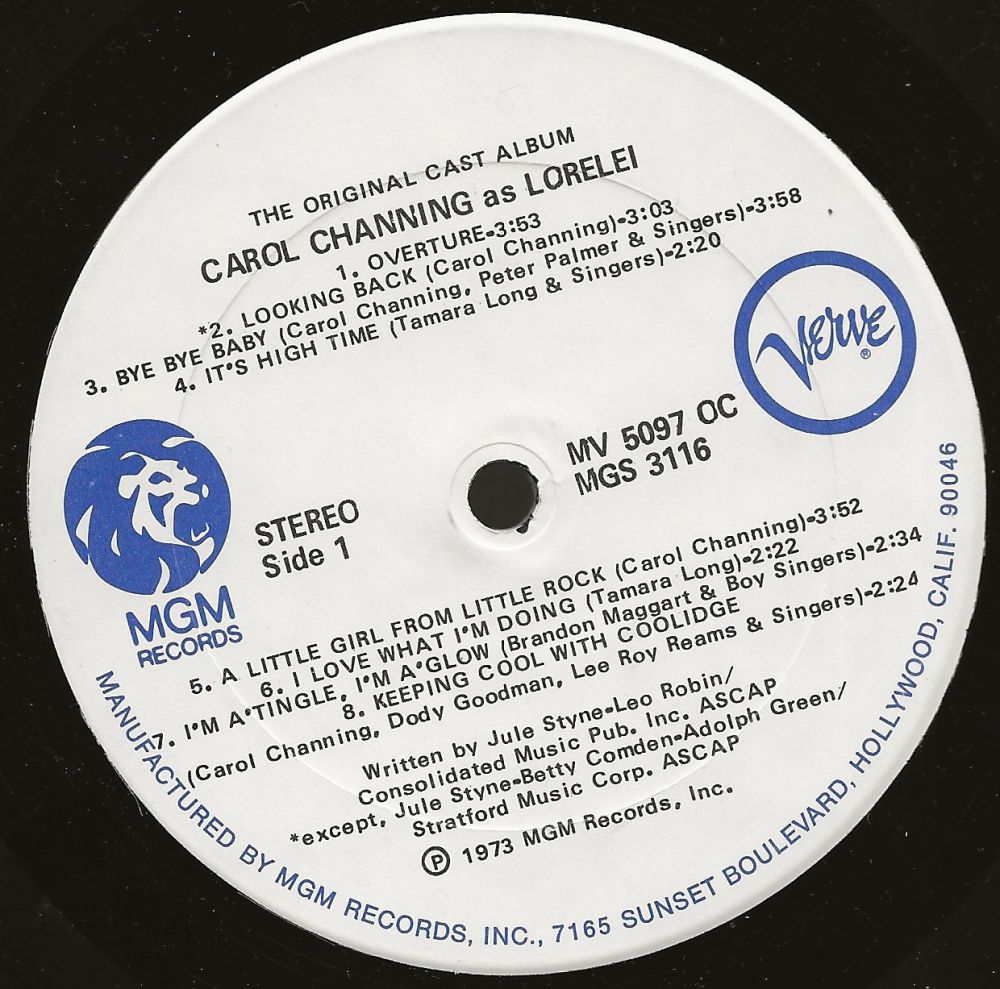 THE ORIGINAL CAST ALBUM
CAROL CHANNING as LORELEI
1. OVERTURE-3:53
*2. LOOKING BACK (Carol Channing)-3:03
3. BYE BYE BABY (Carol Channing, Peter Palmer & Singers)-3:58
4. IT'S HIGH TIME (Tamara Long & Singers)-2:20
VERVE
®
MV 5097 OC
MGS 3116
STEREO
Side 1
MGM
RECORDS
5. A LITTLE GIRL FROM LITTLE ROCK (Carol Channing)-3:52
6. I LOVE WHAT I'M DOING (Tamara Long)-2:22
7. I'M A'TINGLE, I'M A'GLOW (Brandon Maggart & Boy Singers)-2:34
8. KEEPING COOL WITH COOLIDGE
(Carol Channing, Dody Goodman, Lee Roy Reams & Singers)-2:24
Written by Jule Styne-Leo Robin/
Consolidated Music Pub. Inc. ASCAP
*except, Jule Styne-Betty Comden-Adolph Green/
Stratford Music Corp. ASCAP
℗ 1973 MGM Records, Inc.
MANUFACTURED BY MGM RECORDS, INC., 7165 SUNSET BOULEVARD, HOLLYWOOD, CALIF. 90046